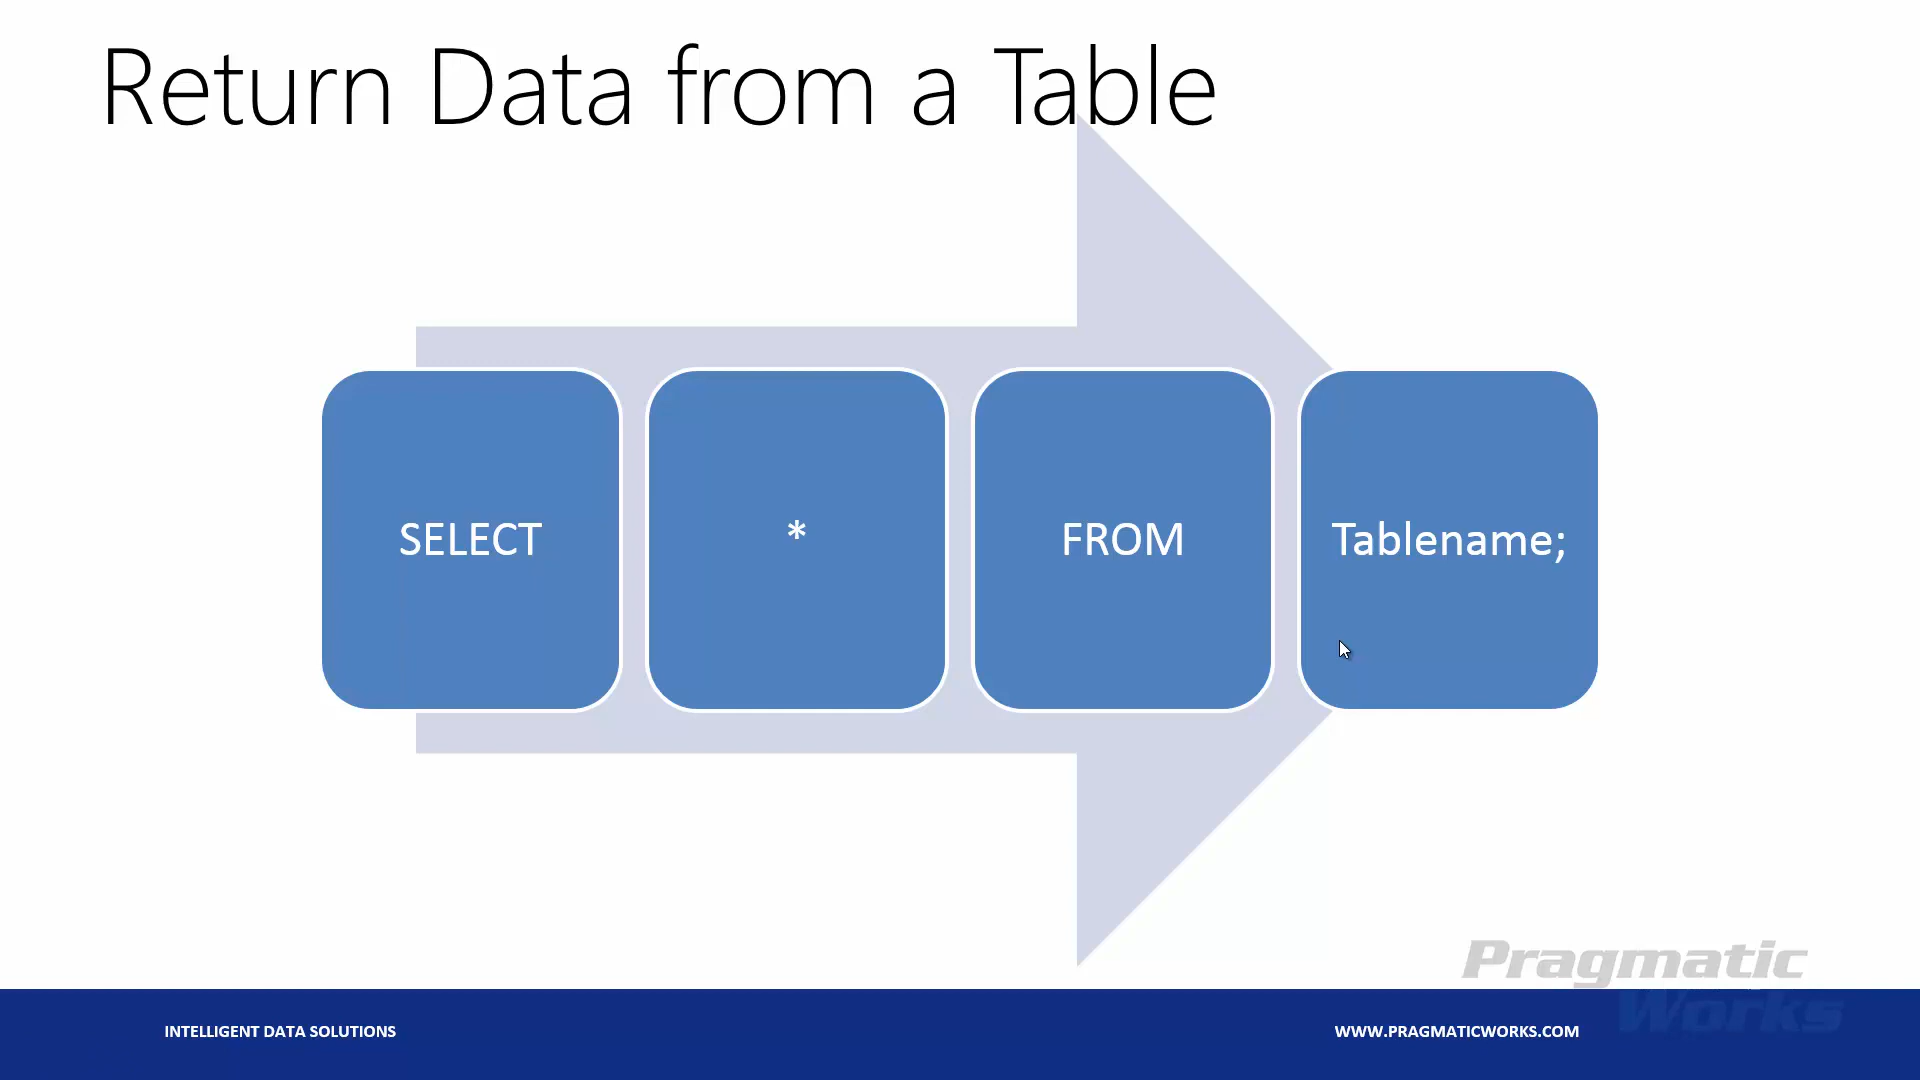 Return Data from a Table
SELECT
*
FROM
Tablename;
Pragmatic
Works
INTELLIGENT DATA SOLUTIONS
WWW.PRAGMATICWORKS.COM